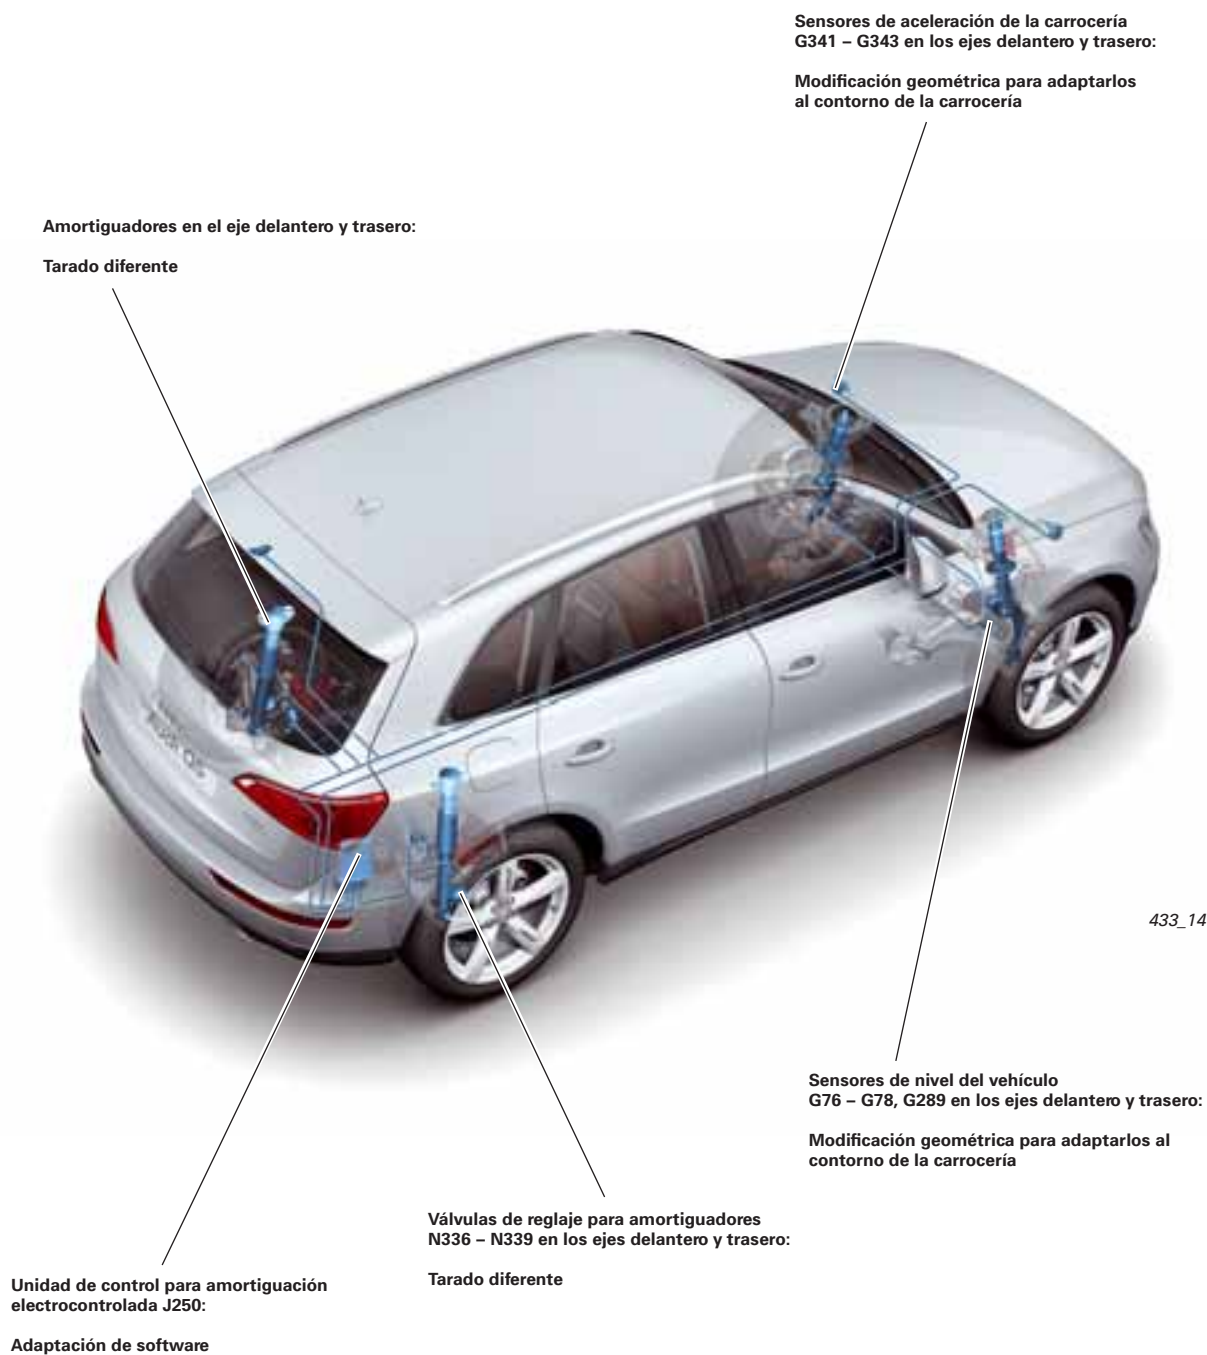 Sensores de aceleración de la carrocería
G341 – G343 en los ejes delantero y trasero:
Modificación geométrica para adaptarlos
al contorno de la carrocería
Amortiguadores en el eje delantero y trasero:
Tarado diferente
AUDI Q5
433_14
Sensores de nivel del vehículo
G76 – G78, G289 en los ejes delantero y trasero:
Modificación geométrica para adaptarlos al
contorno de la carrocería
Válvulas de reglaje para amortiguadores
N336 – N339 en los ejes delantero y trasero:
Tarado diferente
Unidad de control para amortiguación
electrocontrolada J250:
Adaptación de software